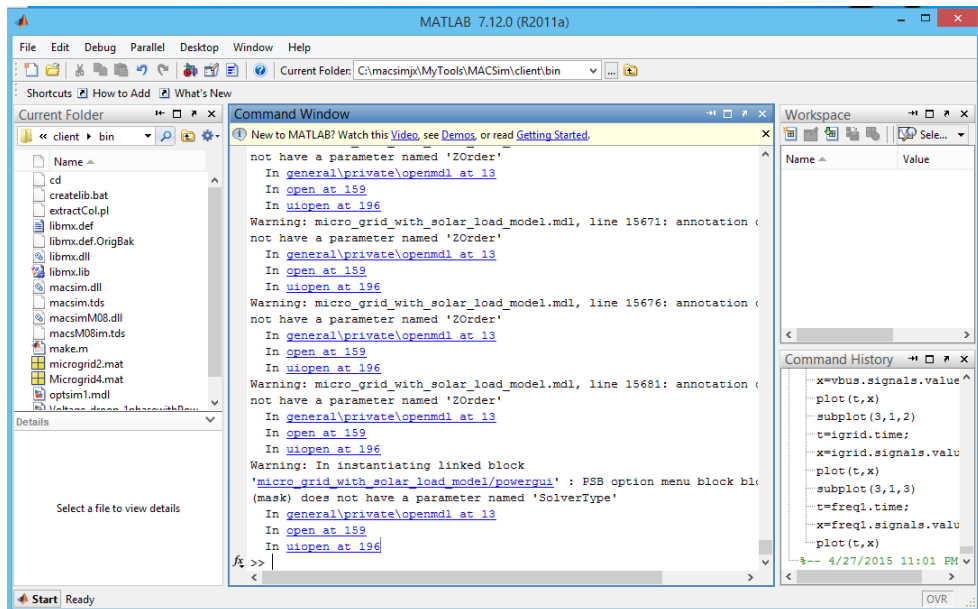 MATLAB 7.12.0 (R2011a)
File Edit Debug Parallel Desktop Window Help
Current Folder: C:\macsimjx\MyTools\MACSim\client\bin
Shortcuts How to Add What's New
Current Folder
« client bin
Name
cd
createlib.bat
extractCol.pl
libmx.def
libmx.def.OrigBak
libmx.dll
libmx.lib
macsim.dll
macsim.tds
macsimM08.dll
macsM08im.tds
make.m
microgrid2.mat
Microgrid4.mat
optsim1.mdl
Details
Select a file to view details
Command Window
New to MATLAB? Watch this Video, see Demos, or read Getting Started.
not have a parameter named 'ZOrder'
In general\private\openmdl at 13
In open at 159
In uiopen at 196
Warning: micro_grid_with_solar_load_model.mdl, line 15671: annotation
not have a parameter named 'ZOrder'
In general\private\openmdl at 13
In open at 159
In uiopen at 196
Warning: micro_grid_with_solar_load_model.mdl, line 15676: annotation
not have a parameter named 'ZOrder'
In general\private\openmdl at 13
In open at 159
In uiopen at 196
Warning: micro_grid_with_solar_load_model.mdl, line 15681: annotation
not have a parameter named 'ZOrder'
In general\private\openmdl at 13
In open at 159
In uiopen at 196
Warning: In instantiating linked block
'micro_grid_with_solar_load_model/powergui' : PSB option menu block blo
(mask) does not have a parameter named 'SolverType'
In general\private\openmdl at 13
In open at 159
In uiopen at 196
fx >>
Workspace
Sele...
Name Value
Command History
x=vbus.signals.value
plot(t,x)
subplot(3,1,2)
t=igrid.time;
x=igrid.signals.valu
plot(t,x)
subplot(3,1,3)
t=freq1.time;
x=freq1.signals.valu
plot(t,x)
%-- 4/27/2015 11:01 PM
Start Ready
OVR